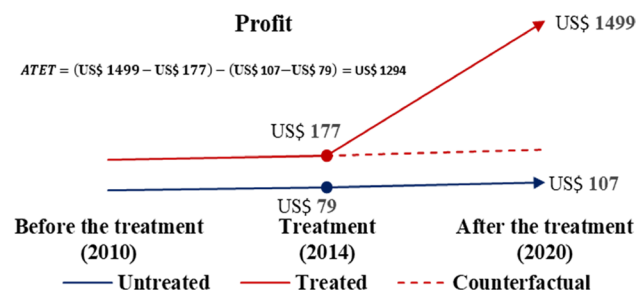 Profit
US$ 1499
ATET = (US$ 1499 − US$ 177) − (US$ 107−US$ 79) = US$ 1294
US$ 177
US$ 107
US$ 79
Before the treatment Treatment After the treatment
(2010) (2014) (2020)
Untreated Treated Counterfactual